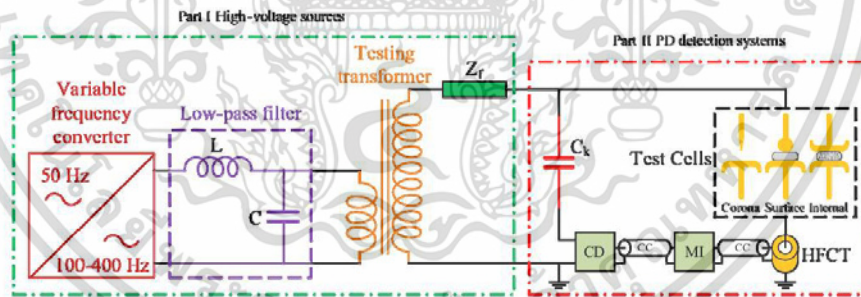 Part I High-voltage sources
Part II PD detection systems
Testing
transformer
Zf
Variable
frequency
converter
Low-pass filter
L
C
50 Hz
100-400 Hz
Ck
Test Cells
Corona Surface Internal
CD
CC
MI
CC
HFCT